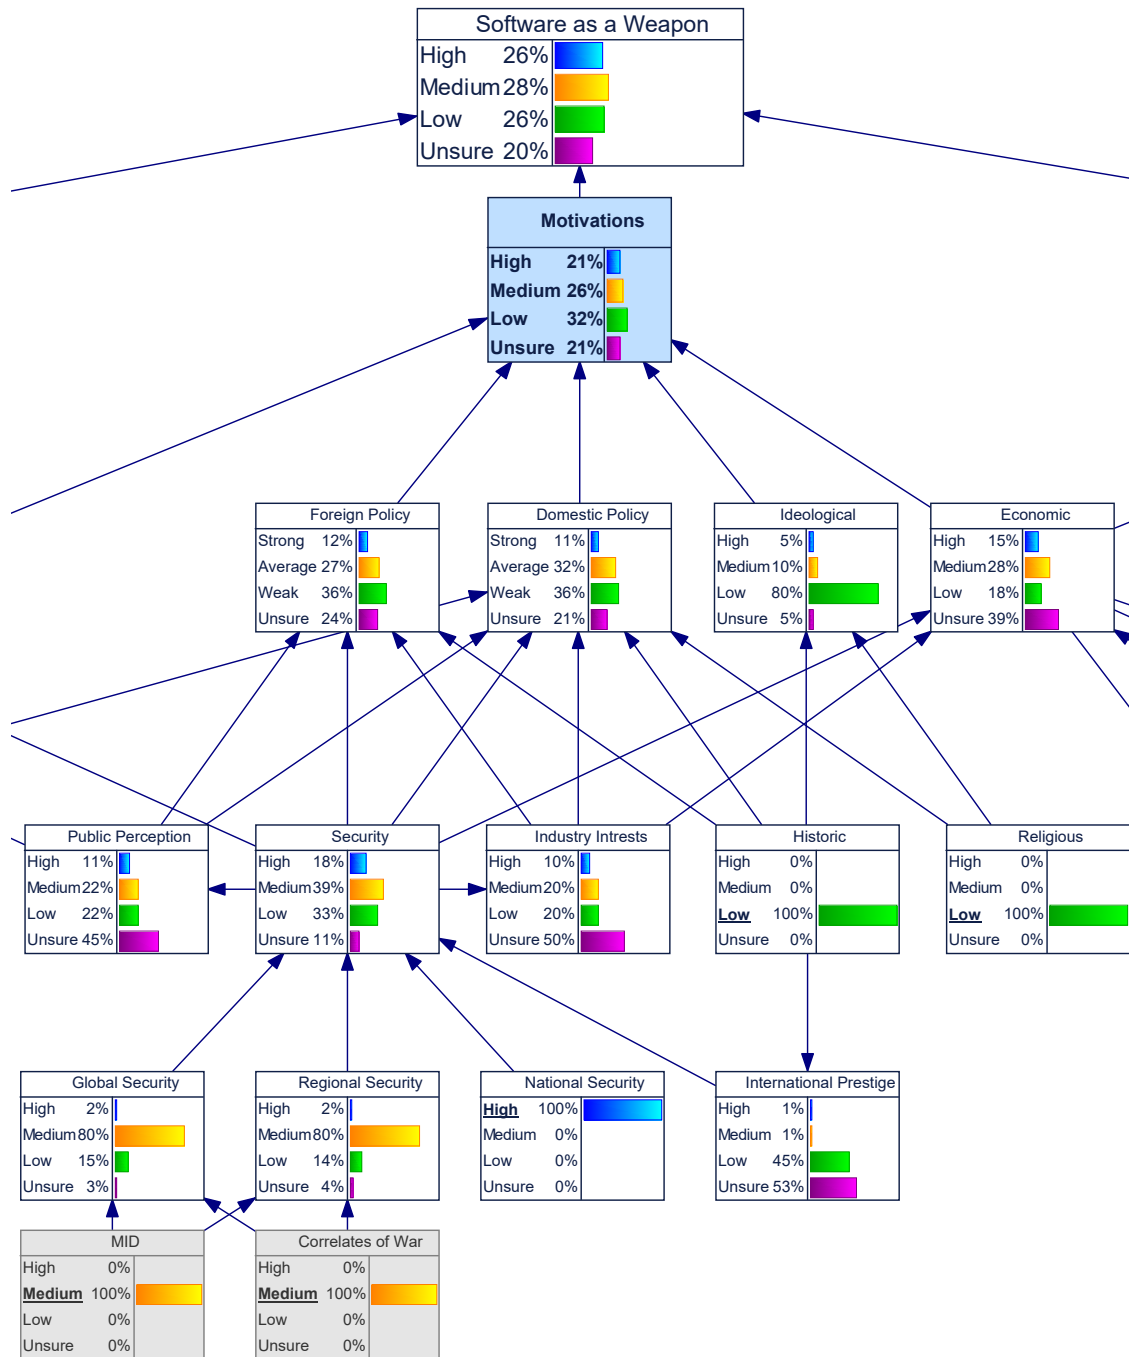 Software as a Weapon
High 26%
Medium 28%
Low 26%
Unsure 20%
Motivations
High 21%
Medium 26%
Low 32%
Unsure 21%
Foreign Policy
Strong 12%
Average 27%
Weak 36%
Unsure 24%
Domestic Policy
Strong 11%
Average 32%
Weak 36%
Unsure 21%
Ideological
High 5%
Medium 10%
Low 80%
Unsure 5%
Economic
High 15%
Medium 28%
Low 18%
Unsure 39%
Public Perception
High 11%
Medium 22%
Low 22%
Unsure 45%
Security
High 18%
Medium 39%
Low 33%
Unsure 11%
Industry Intrests
High 10%
Medium 20%
Low 20%
Unsure 50%
Historic
High 0%
Medium 0%
Low 100%
Unsure 0%
Religious
High 0%
Medium 0%
Low 100%
Unsure 0%
Global Security
High 2%
Medium 80%
Low 15%
Unsure 3%
Regional Security
High 2%
Medium 80%
Low 14%
Unsure 4%
National Security
High 100%
Medium 0%
Low 0%
Unsure 0%
International Prestige
High 1%
Medium 1%
Low 45%
Unsure 53%
MID
High 0%
Medium 100%
Low 0%
Unsure 0%
Correlates of War
High 0%
Medium 100%
Low 0%
Unsure 0%